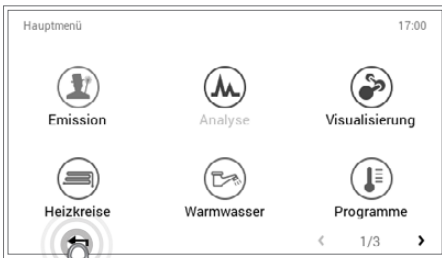 Hauptmenü 17:00
Emission Analyse Visualisierung
Heizkreise Warmwasser Programme
< 1/3 >